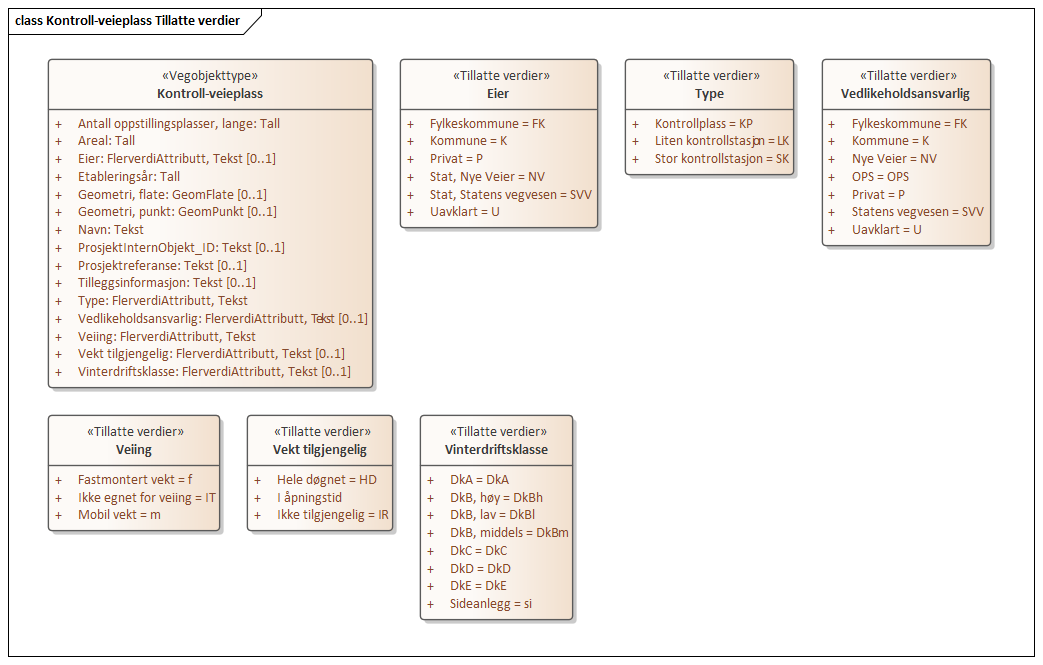 class Kontroll-veieplass Tillatte verdier
«Vegobjekttype»
Kontroll-veieplass
+ Antall oppstillingsplasser, lange: Tall
+ Areal: Tall
+ Eier: FlerverdiAttributt, Tekst [0..1]
+ Etableringsår: Tall
+ Geometri, flate: GeomFlate [0..1]
+ Geometri, punkt: GeomPunkt [0..1]
+ Navn: Tekst
+ ProsjektInternObjekt_ID: Tekst [0..1]
+ Prosjektreferanse: Tekst [0..1]
+ Tilleggsinformasjon: Tekst [0..1]
+ Type: FlerverdiAttributt, Tekst
+ Vedlikeholdsansvarlig: FlerverdiAttributt, Tekst [0..1]
+ Veiing: FlerverdiAttributt, Tekst
+ Vekt tilgjengelig: FlerverdiAttributt, Tekst [0..1]
+ Vinterdriftsklasse: FlerverdiAttributt, Tekst [0..1]
«Tillatte verdier»
Eier
+ Fylkeskommune = FK
+ Kommune = K
+ Privat = P
+ Stat, Nye Veier = NV
+ Stat, Statens vegvesen = SVV
+ Uavklart = U
«Tillatte verdier»
Type
+ Kontrollplass = KP
+ Liten kontrollstasjon = LK
+ Stor kontrollstasjon = SK
«Tillatte verdier»
Vedlikeholdsansvarlig
+ Fylkeskommune = FK
+ Kommune = K
+ Nye Veier = NV
+ OPS = OPS
+ Privat = P
+ Statens vegvesen = SVV
+ Uavklart = U
«Tillatte verdier»
Veiing
+ Fastmontert vekt = f
+ Ikke egnet for veiing = IT
+ Mobil vekt = m
«Tillatte verdier»
Vekt tilgjengelig
+ Hele døgnet = HD
+ I åpningstid
+ Ikke tilgjengelig = IR
«Tillatte verdier»
Vinterdriftsklasse
+ DkA = DkA
+ DkB, høy = DkBh
+ DkB, lav = DkBl
+ DkB, middels = DkBm
+ DkC = DkC
+ DkD = DkD
+ DkE = DkE
+ Sideanlegg = si